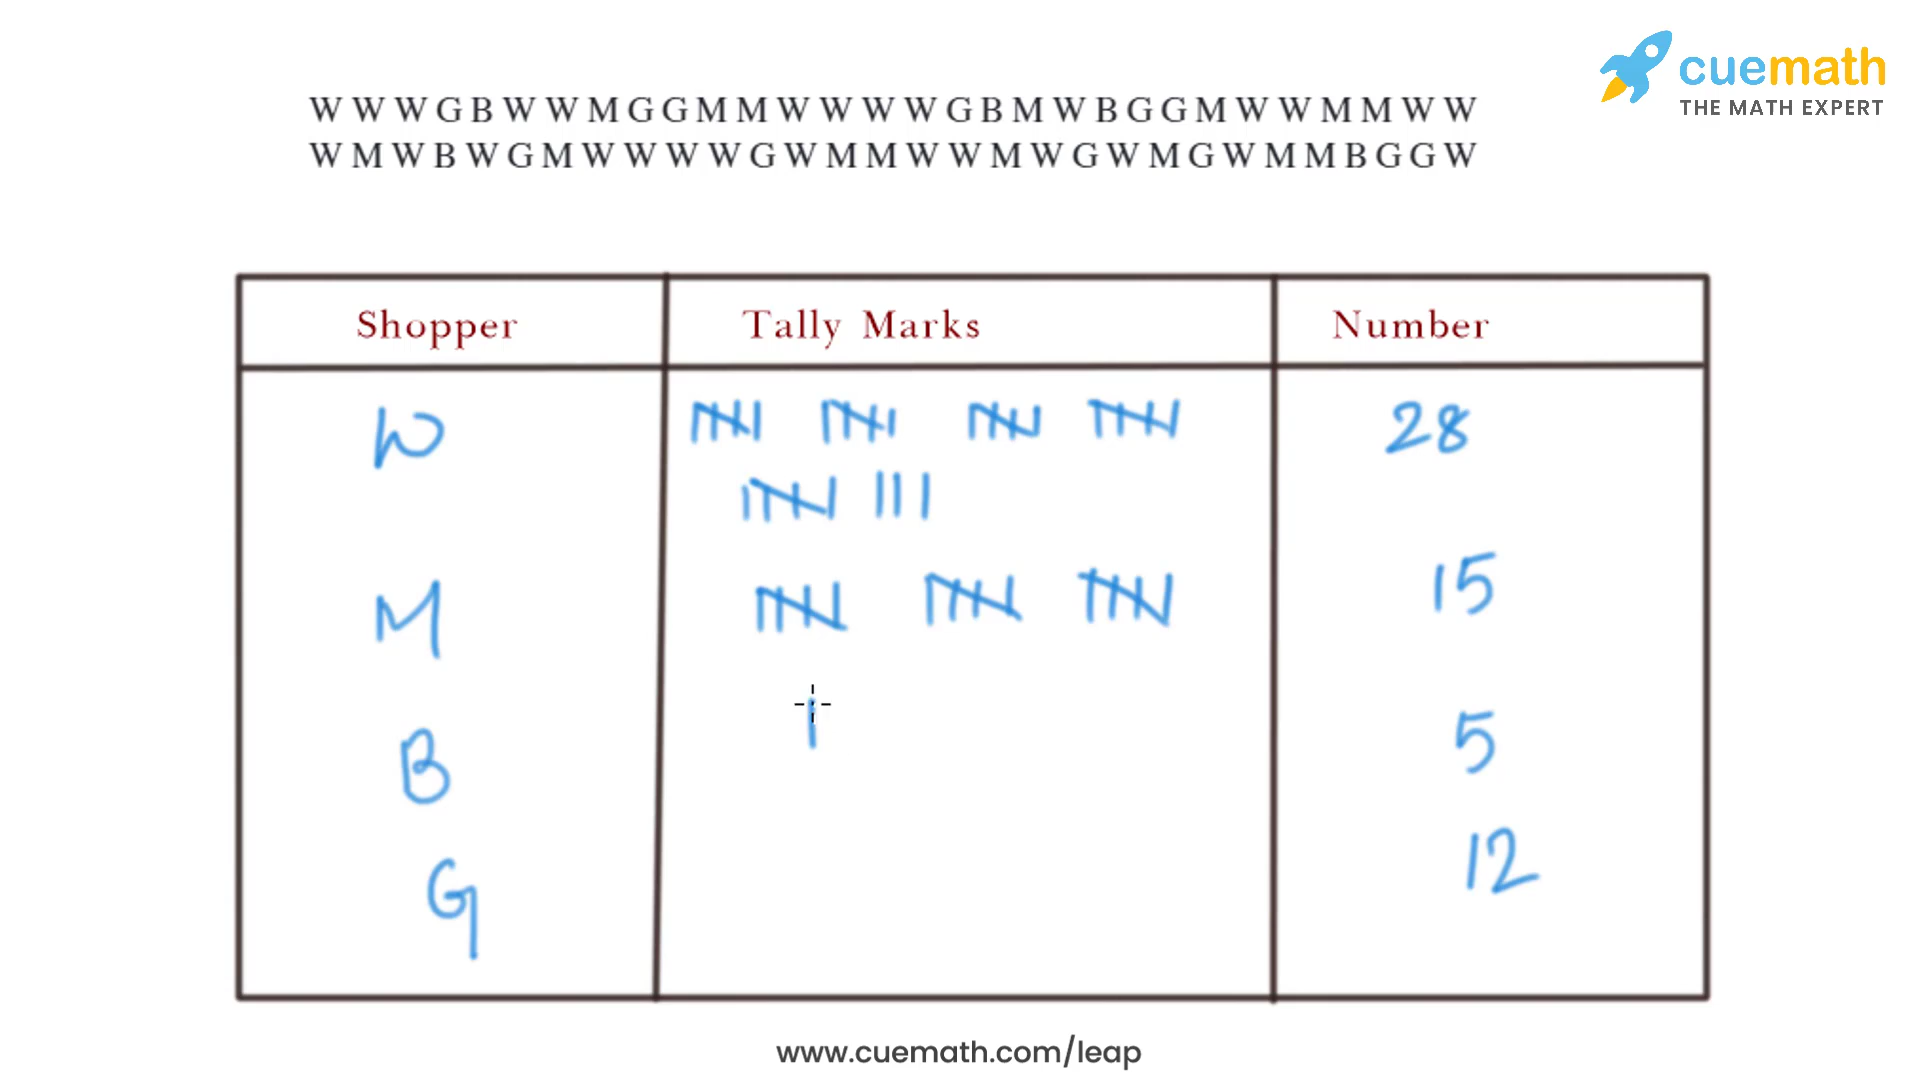 cuemath
THE MATH EXPERT
W W W G B W W M G G M M W W W W G B M W B G G M W W M M W W
W M W B W G M W W W W G W M M W W M W G W M G W M M B G G W
Shopper Tally Marks Number
W 28
M 15
B 5
G 12
www.cuemath.com/leap